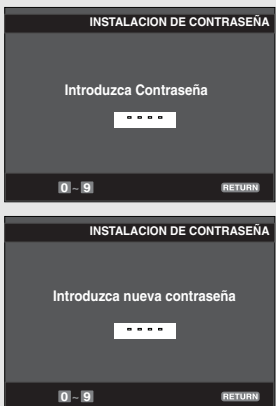 INSTALACION DE CONTRASEÑA
Introduzca Contraseña
- - - -
0 ~ 9 RETURN
INSTALACION DE CONTRASEÑA
Introduzca nueva contraseña
- - - -
0 ~ 9 RETURN